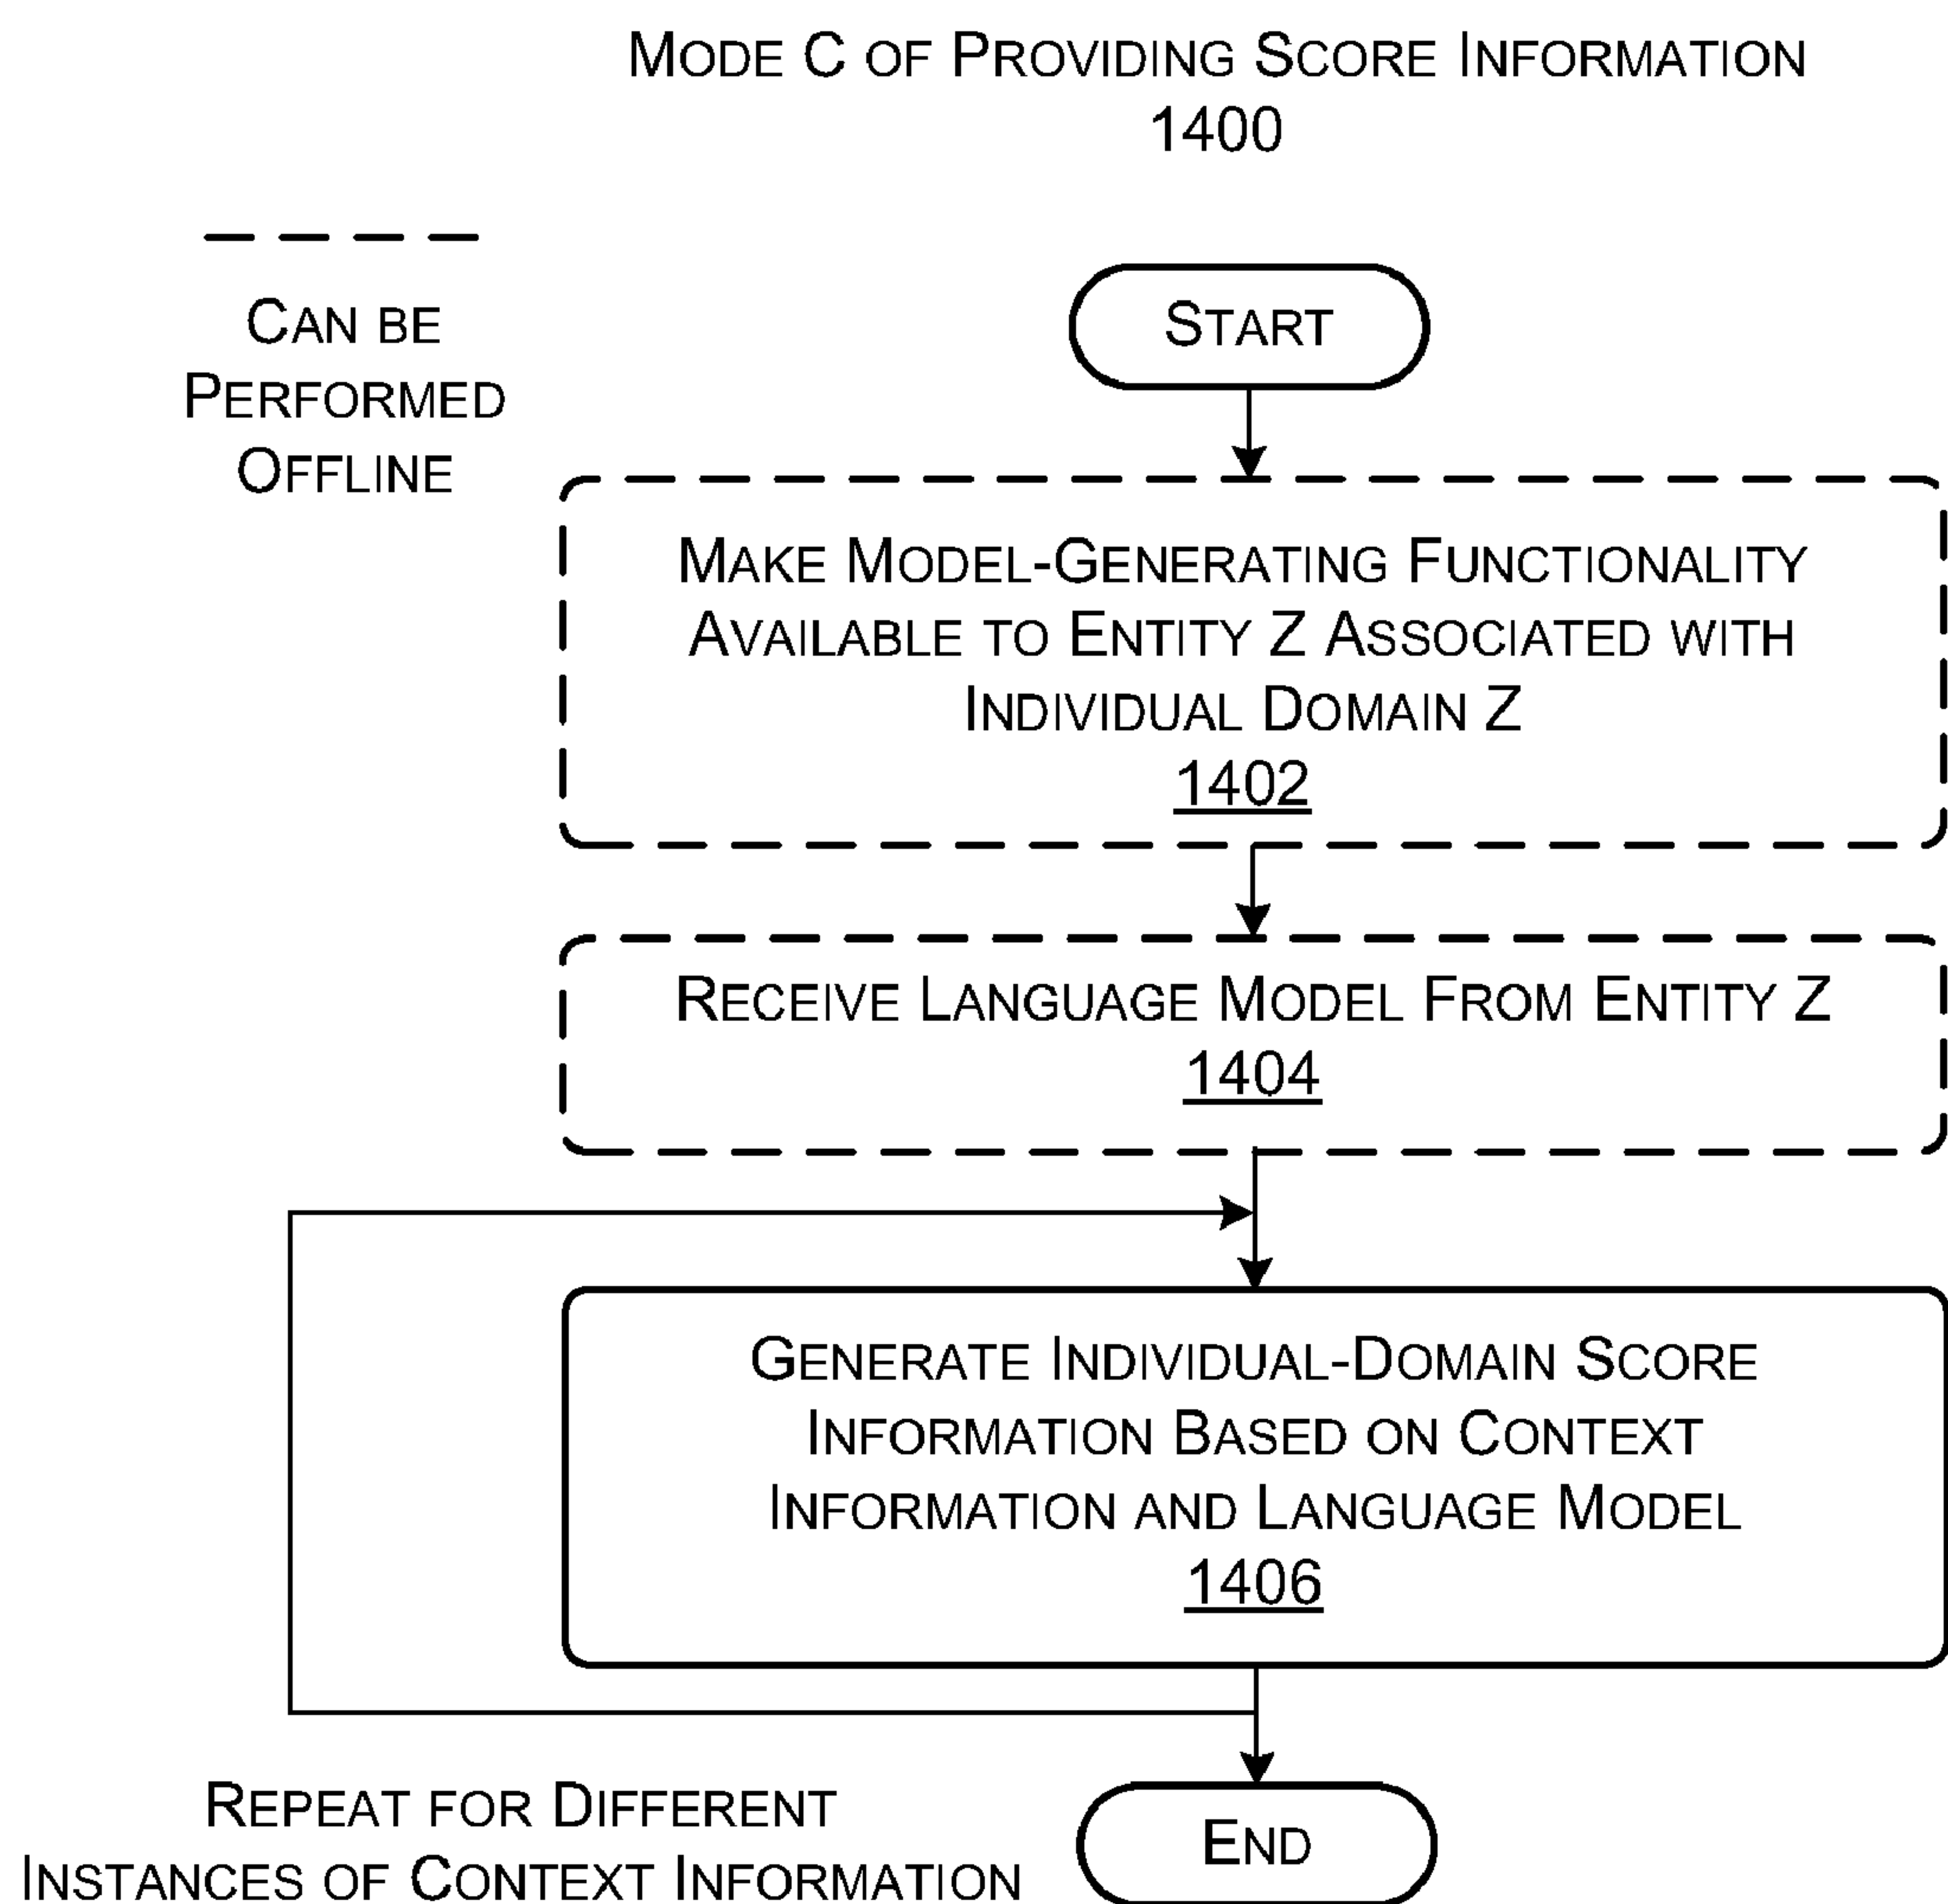 MODE C OF PROVIDING SCORE INFORMATION
1400
CAN BE
PERFORMED
OFFLINE
START
MAKE MODEL-GENERATING FUNCTIONALITY
AVAILABLE TO ENTITY Z ASSOCIATED WITH
INDIVIDUAL DOMAIN Z
1402
RECEIVE LANGUAGE MODEL FROM ENTITY Z
1404
GENERATE INDIVIDUAL-DOMAIN SCORE
INFORMATION BASED ON CONTEXT
INFORMATION AND LANGUAGE MODEL
1406
REPEAT FOR DIFFERENT
INSTANCES OF CONTEXT INFORMATION
END